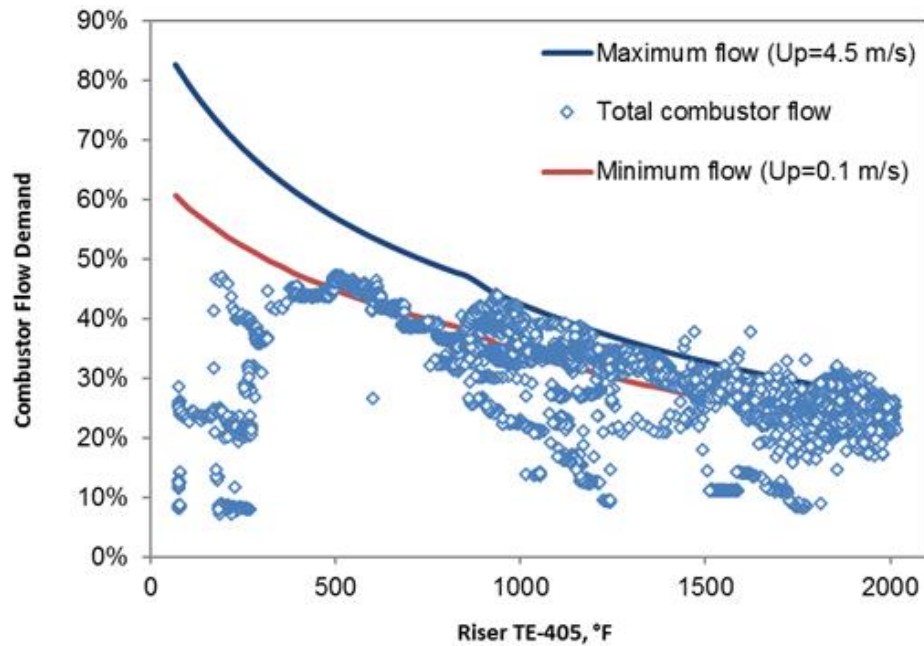 90%
80%
70%
60%
50%
40%
30%
20%
10%
0%
Combustor Flow Demand
Maximum flow (Up=4.5 m/s)
Total combustor flow
Minimum flow (Up=0.1 m/s)
0 500 1000 1500 2000
Riser TE-405, °F